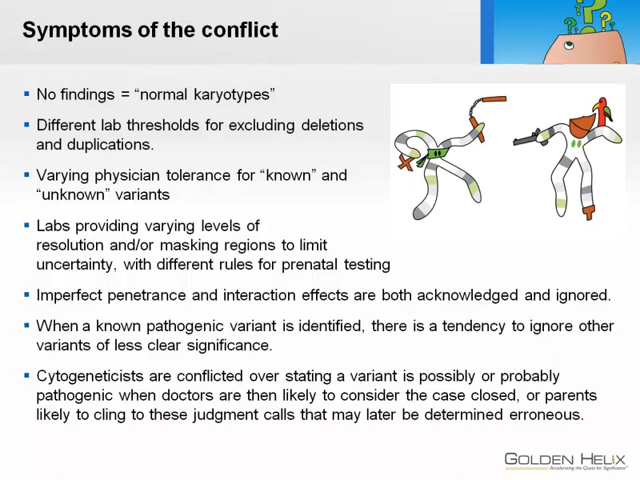 Symptoms of the conflict
No findings = “normal karyotypes”
Different lab thresholds for excluding deletions
and duplications.
Varying physician tolerance for “known” and
“unknown” variants
Labs providing varying levels of
resolution and/or masking regions to limit
uncertainty, with different rules for prenatal testing
Imperfect penetrance and interaction effects are both acknowledged and ignored.
When a known pathogenic variant is identified, there is a tendency to ignore other
variants of less clear significance.
Cytogeneticists are conflicted over stating a variant is possibly or probably
pathogenic when doctors are then likely to consider the case closed, or parents
likely to cling to these judgment calls that may later be determined erroneous.
GOLDEN HELIX
Accelerating the Quest for Significance™